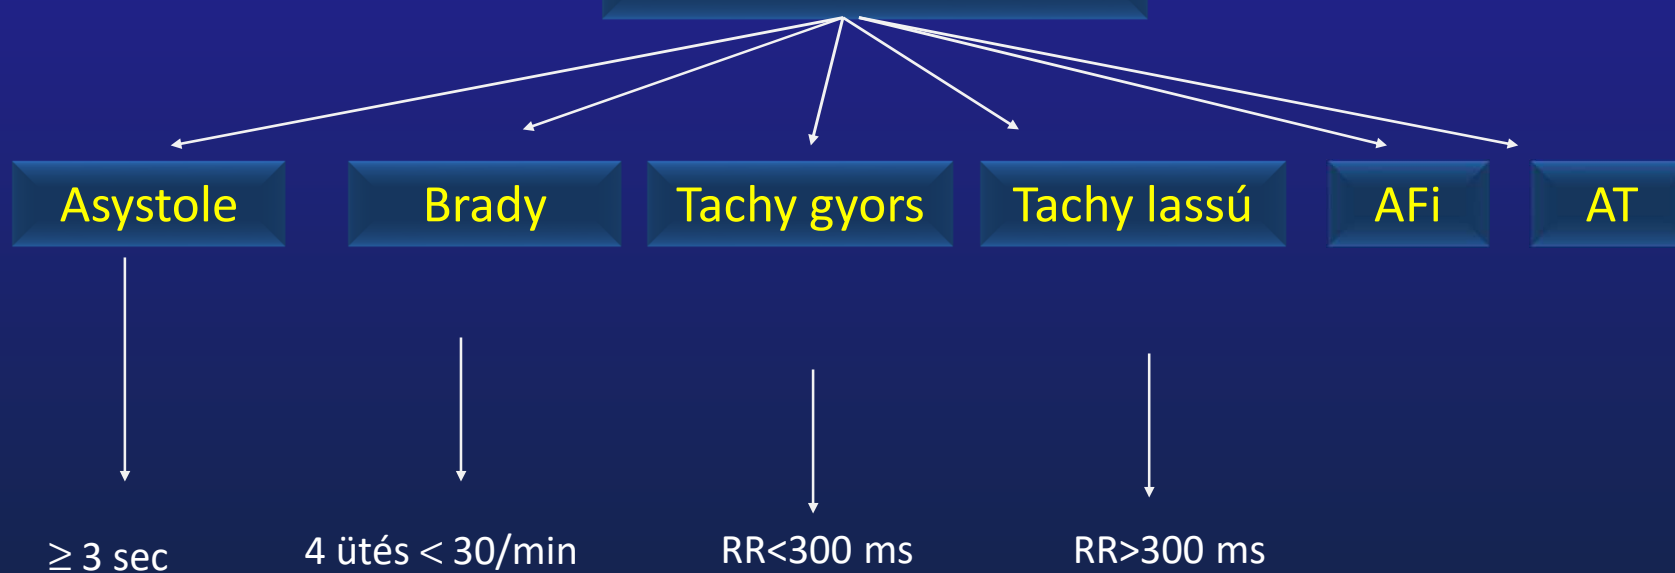 Asystole
Brady
Tachy gyors
Tachy lassú
AFi
AT
≥ 3 sec
4 ütés < 30/min
RR<300 ms
RR>300 ms